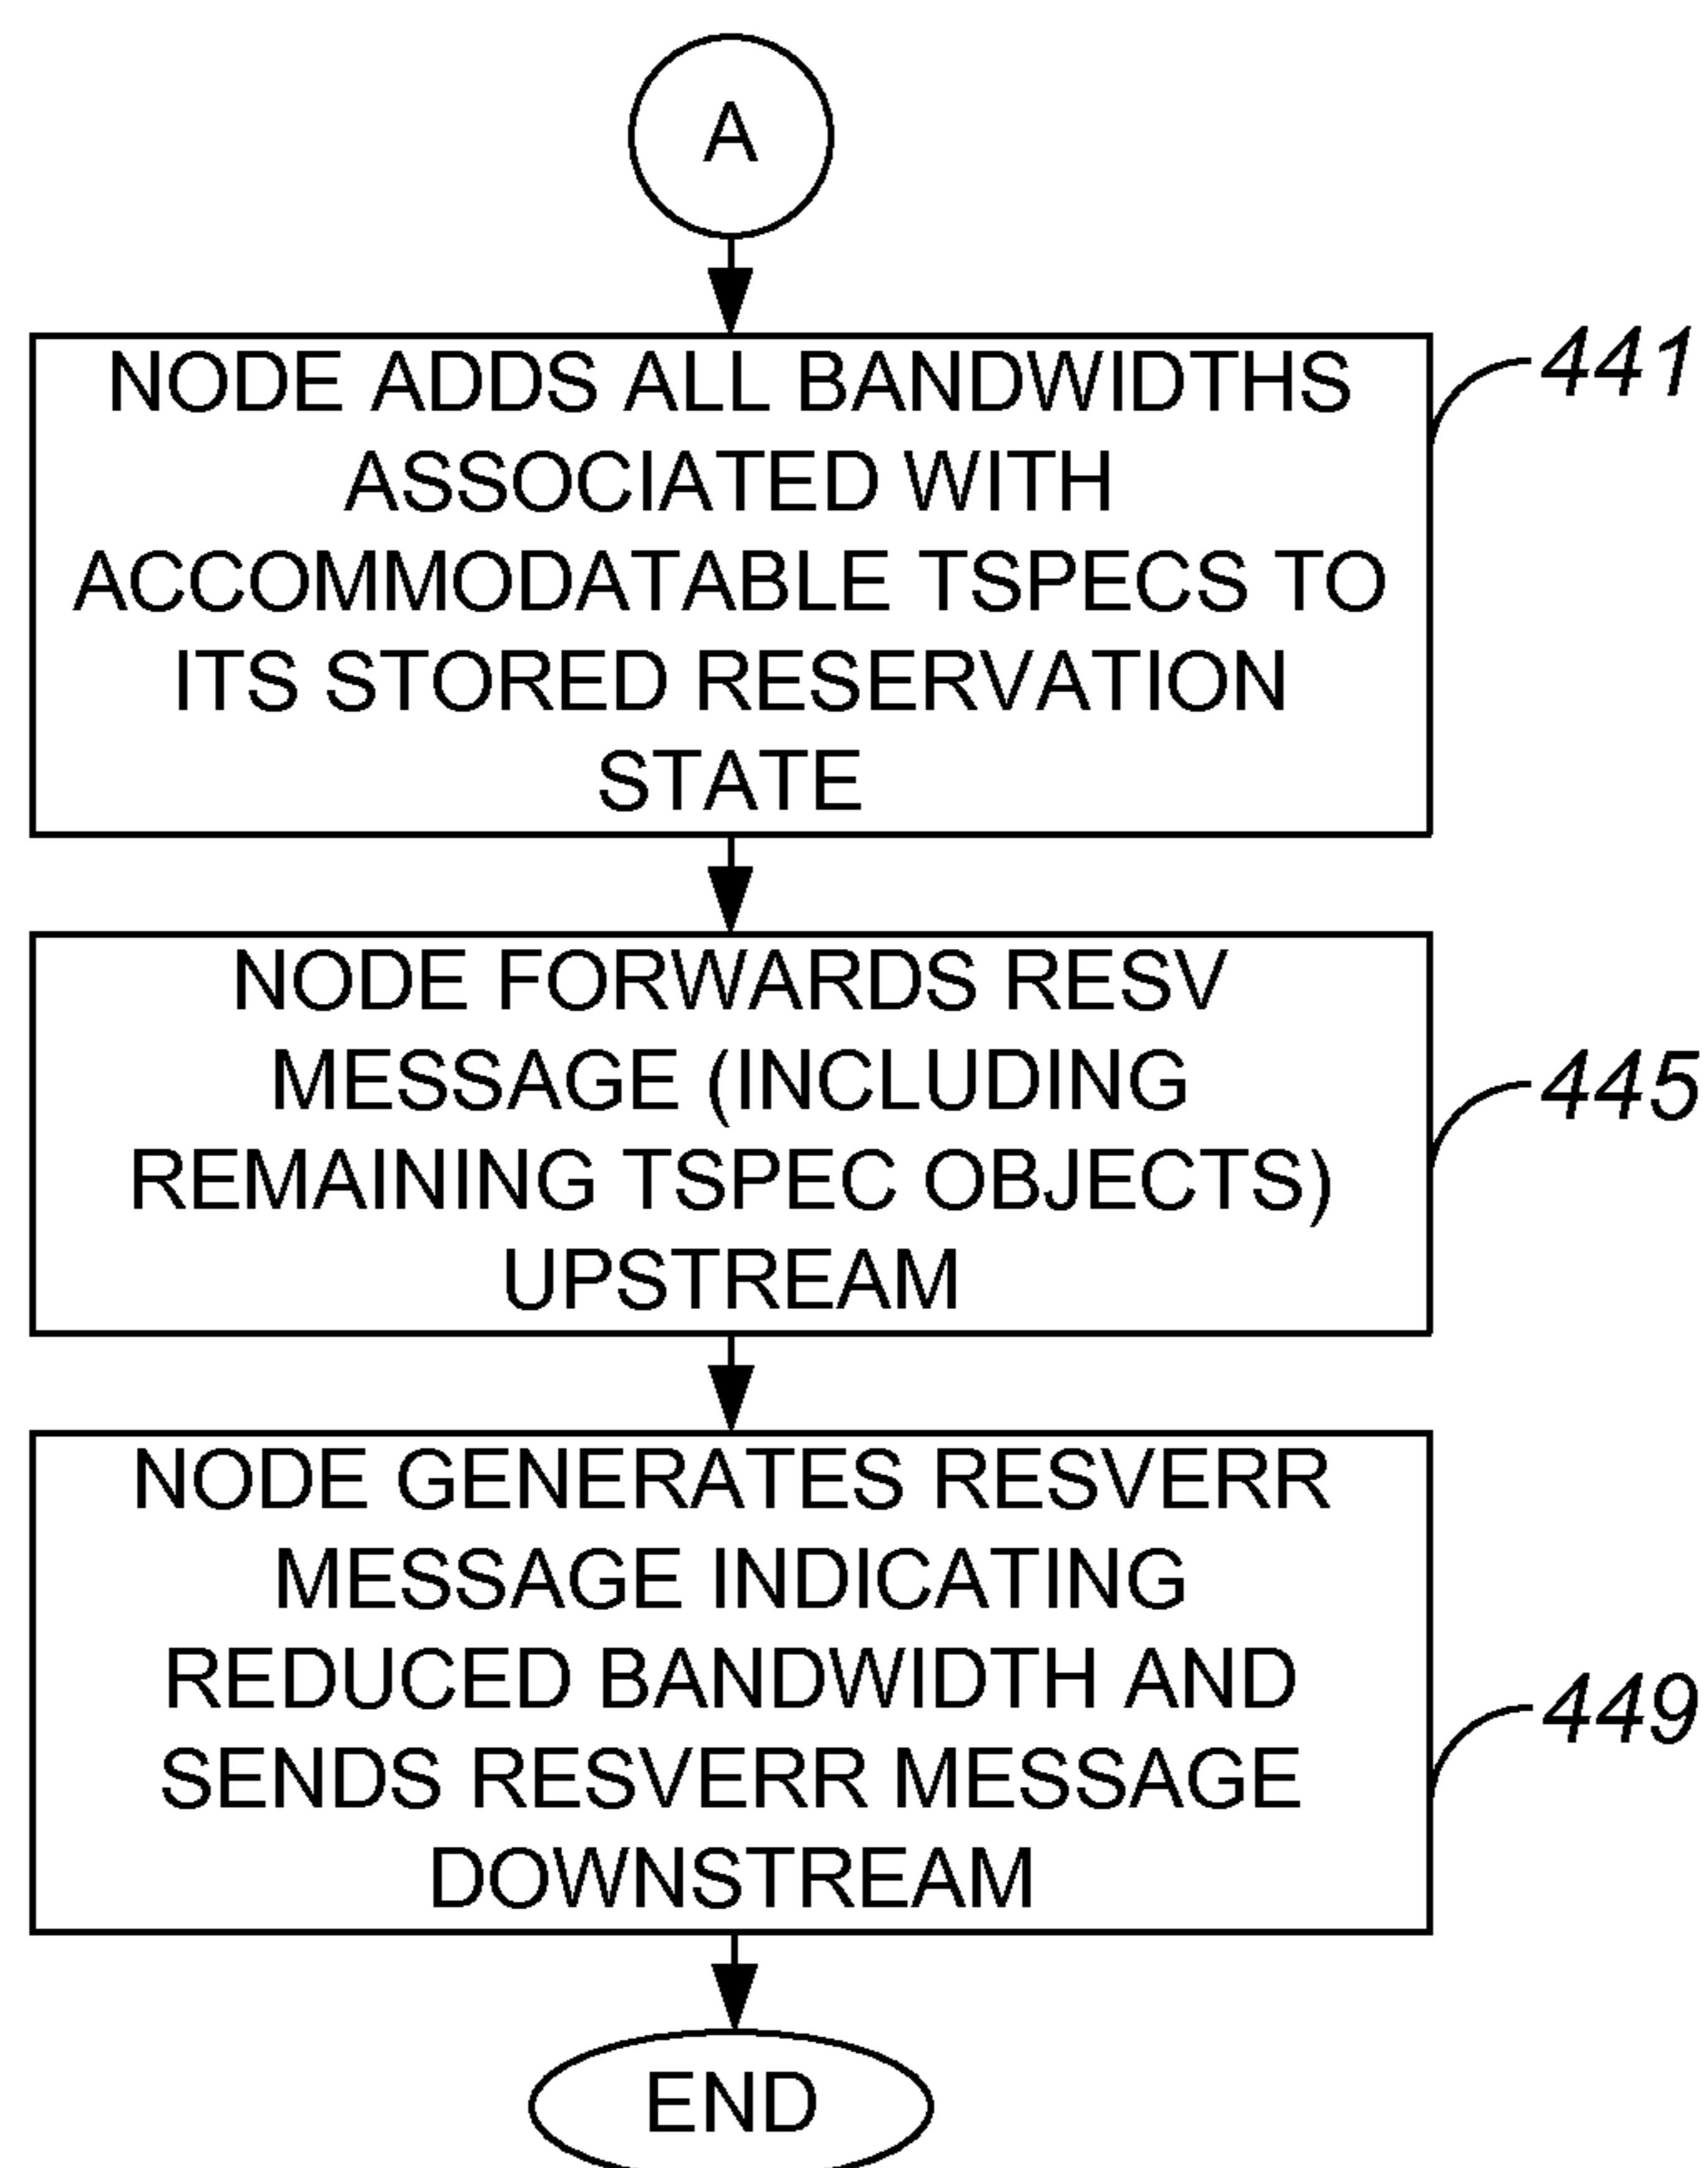 A
NODE ADDS ALL BANDWIDTHS
ASSOCIATED WITH
ACCOMMODATABLE TSPECS TO
ITS STORED RESERVATION
STATE
441
NODE FORWARDS RESV
MESSAGE (INCLUDING
REMAINING TSPEC OBJECTS)
UPSTREAM
445
NODE GENERATES RESVERR
MESSAGE INDICATING
REDUCED BANDWIDTH AND
SENDS RESVERR MESSAGE
DOWNSTREAM
449
END